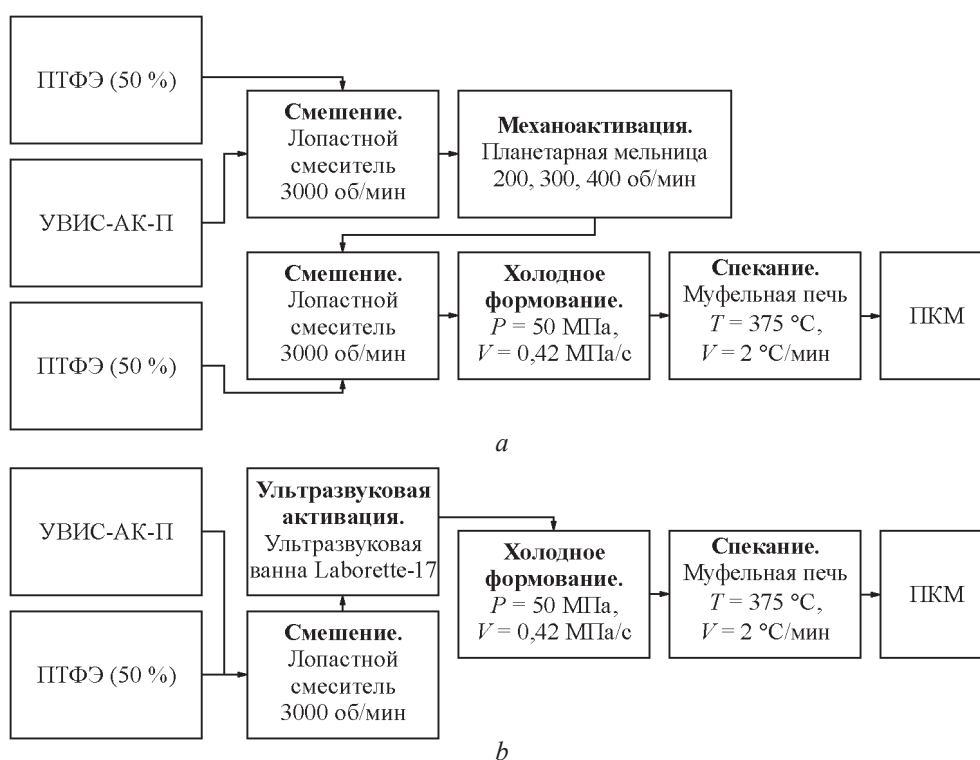 ПТФЭ (50 %)
УВИС-АК-П
ПТФЭ (50 %)
Смешение.
Лопастной
смеситель
3000 об/мин
Механоактивация.
Планетарная мельница
200, 300, 400 об/мин
Смешение.
Лопастной
смеситель
3000 об/мин
Холодное
формование.
P = 50 МПа,
V = 0,42 МПа/с
Спекание.
Муфельная печь
T = 375 °C,
V = 2 °C/мин
ПКМ
a
УВИС-АК-П
ПТФЭ (50 %)
Ультразвуковая
активация.
Ультразвуковая
ванна Laborette-17
Смешение.
Лопастной
смеситель
3000 об/мин
Холодное
формование.
P = 50 МПа,
V = 0,42 МПа/с
Спекание.
Муфельная печь
T = 375 °C,
V = 2 °C/мин
ПКМ
b